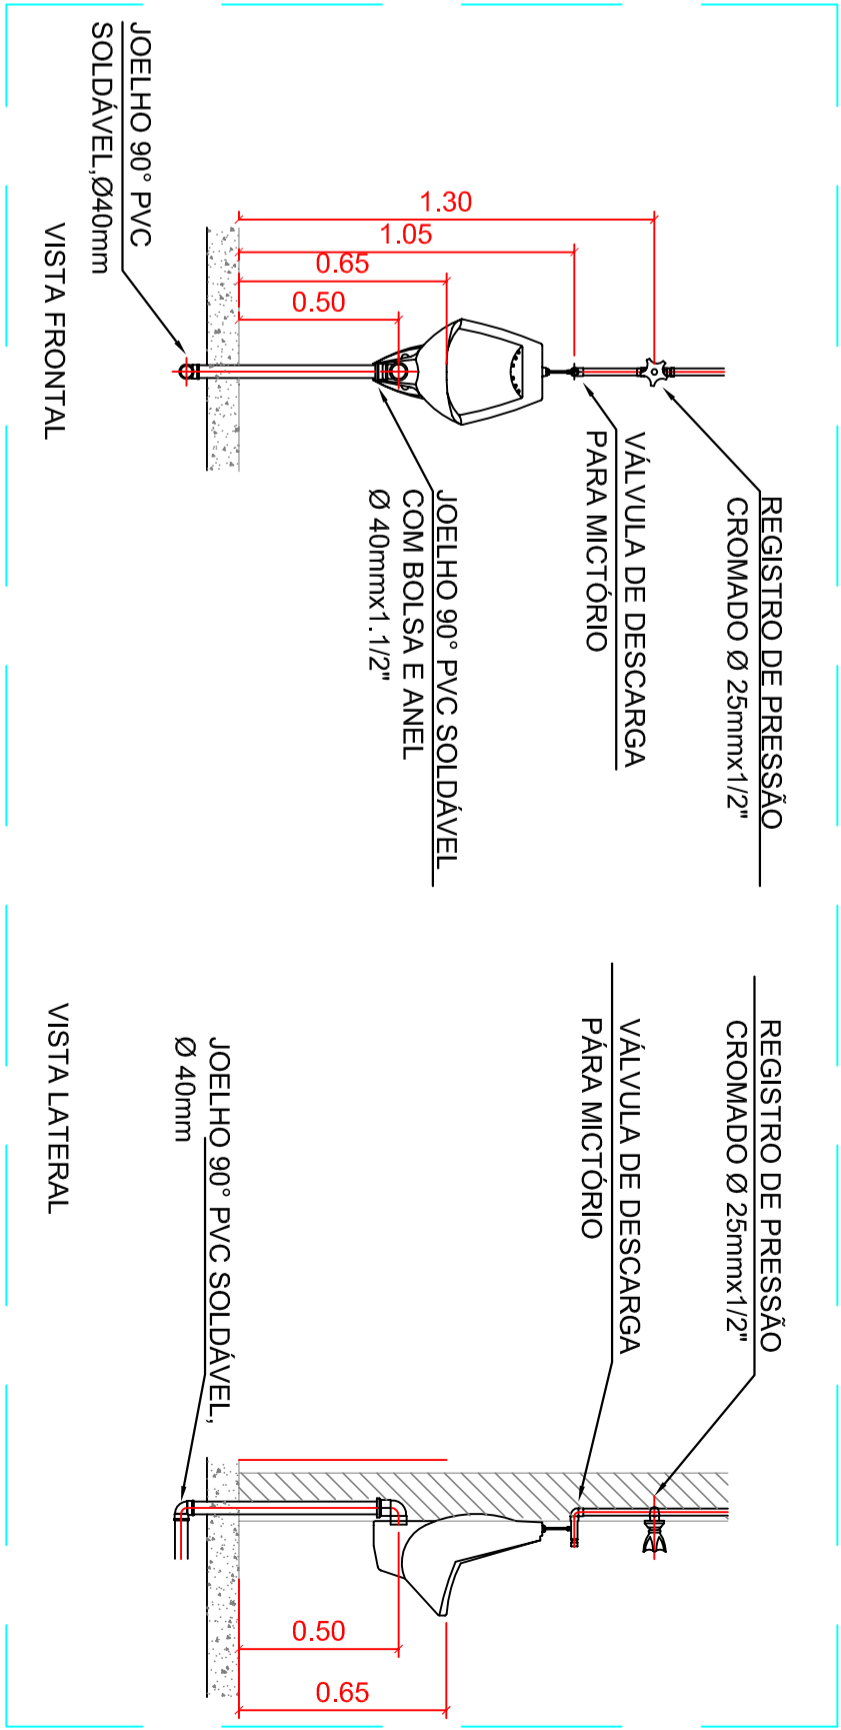 REGISTRO DE PRESSÃO
CROMADO Ø 25mmx1/2"
VÁLVULA DE DESCARGA
PARA MICTÓRIO
JOELHO 90° PVC SOLDÁVEL
COM BOLSA E ANEL
Ø 40mmx1.1/2"
1.30
1.05
0.65
0.50
JOELHO 90° PVC
SOLDÁVEL,Ø40mm
VISTA FRONTAL
REGISTRO DE PRESSÃO
CROMADO Ø 25mmx1/2"
VÁLVULA DE DESCARGA
PÁRA MICTÓRIO
JOELHO 90° PVC SOLDÁVEL,
Ø 40mm
0.50
0.65
VISTA LATERAL